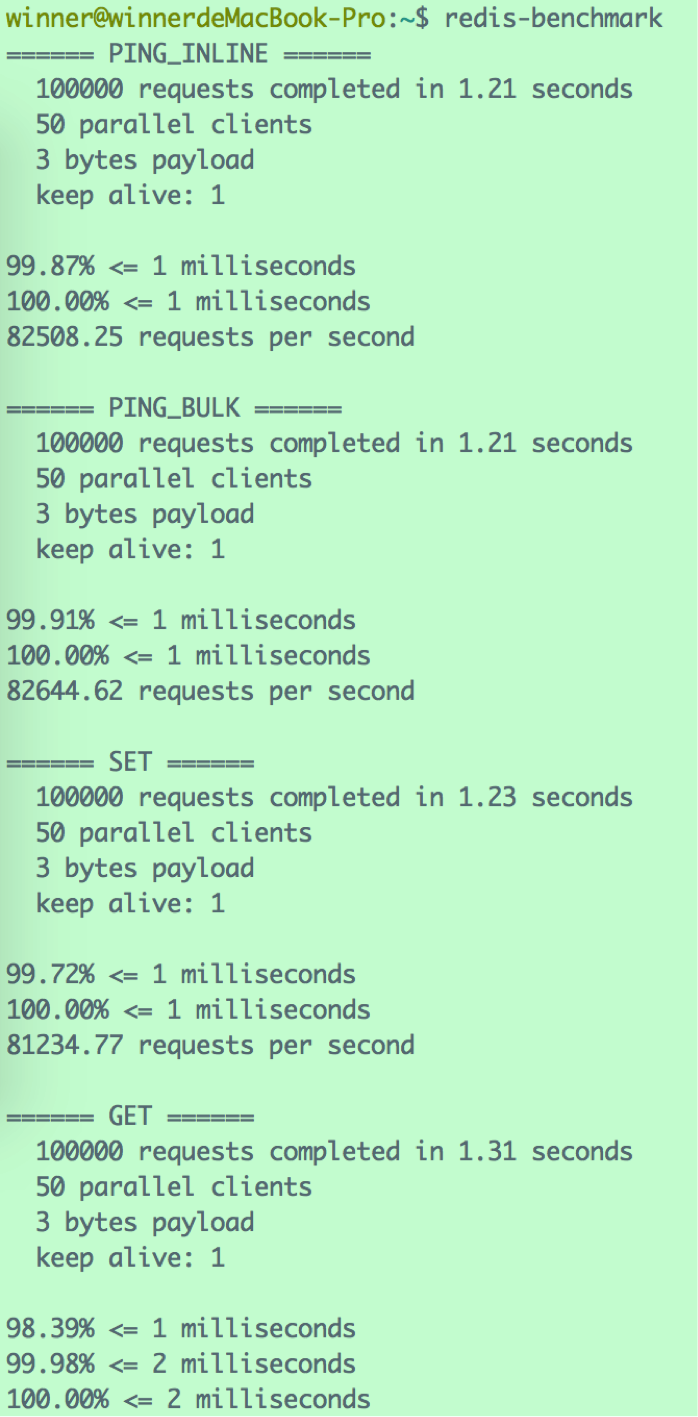 winner@winnerdeMacBook-Pro:~$ redis-benchmark
====== PING_INLINE ======
  100000 requests completed in 1.21 seconds
  50 parallel clients
  3 bytes payload
  keep alive: 1

99.87% <= 1 milliseconds
100.00% <= 1 milliseconds
82508.25 requests per second

====== PING_BULK ======
  100000 requests completed in 1.21 seconds
  50 parallel clients
  3 bytes payload
  keep alive: 1

99.91% <= 1 milliseconds
100.00% <= 1 milliseconds
82644.62 requests per second

====== SET ======
  100000 requests completed in 1.23 seconds
  50 parallel clients
  3 bytes payload
  keep alive: 1

99.72% <= 1 milliseconds
100.00% <= 1 milliseconds
81234.77 requests per second

====== GET ======
  100000 requests completed in 1.31 seconds
  50 parallel clients
  3 bytes payload
  keep alive: 1

98.39% <= 1 milliseconds
99.98% <= 2 milliseconds
100.00% <= 2 milliseconds